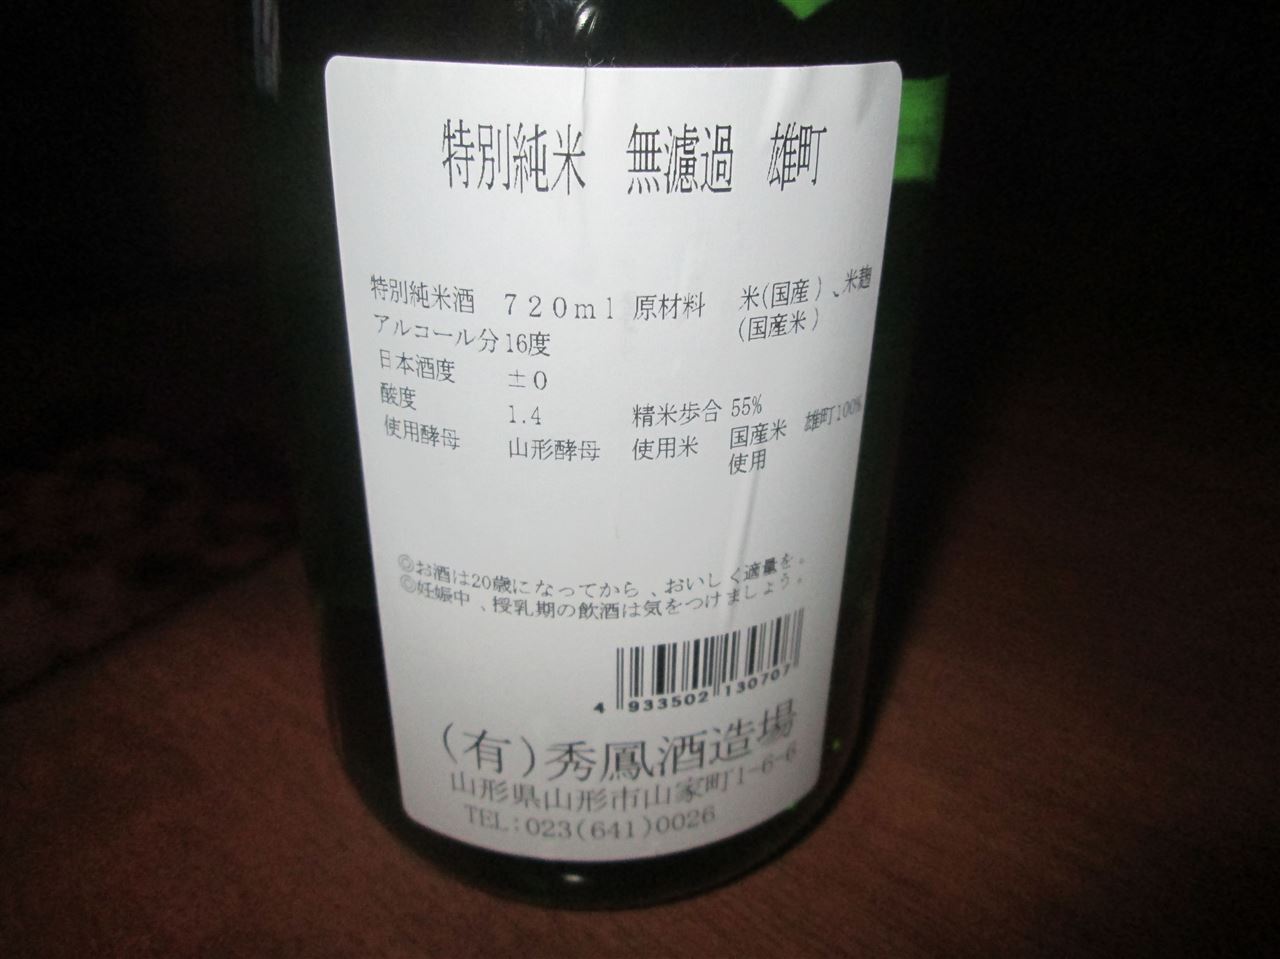 特別純米　無濾過　雄町
特別純米酒　７２０ｍｌ 原材料　米(国産)、米麹
(国産米)
アルコール分 16度
日本酒度　±0
酸度　1.4　精米歩合 55%
使用酵母　山形酵母　使用米　国産米　雄町100%
使用
◎お酒は20歳になってから、おいしく適量を。
◎妊娠中、授乳期の飲酒は気をつけましょう。
4 933502 130707
(有)秀鳳酒造場
山形県山形市山家町1-6-6
TEL:023(641)0026